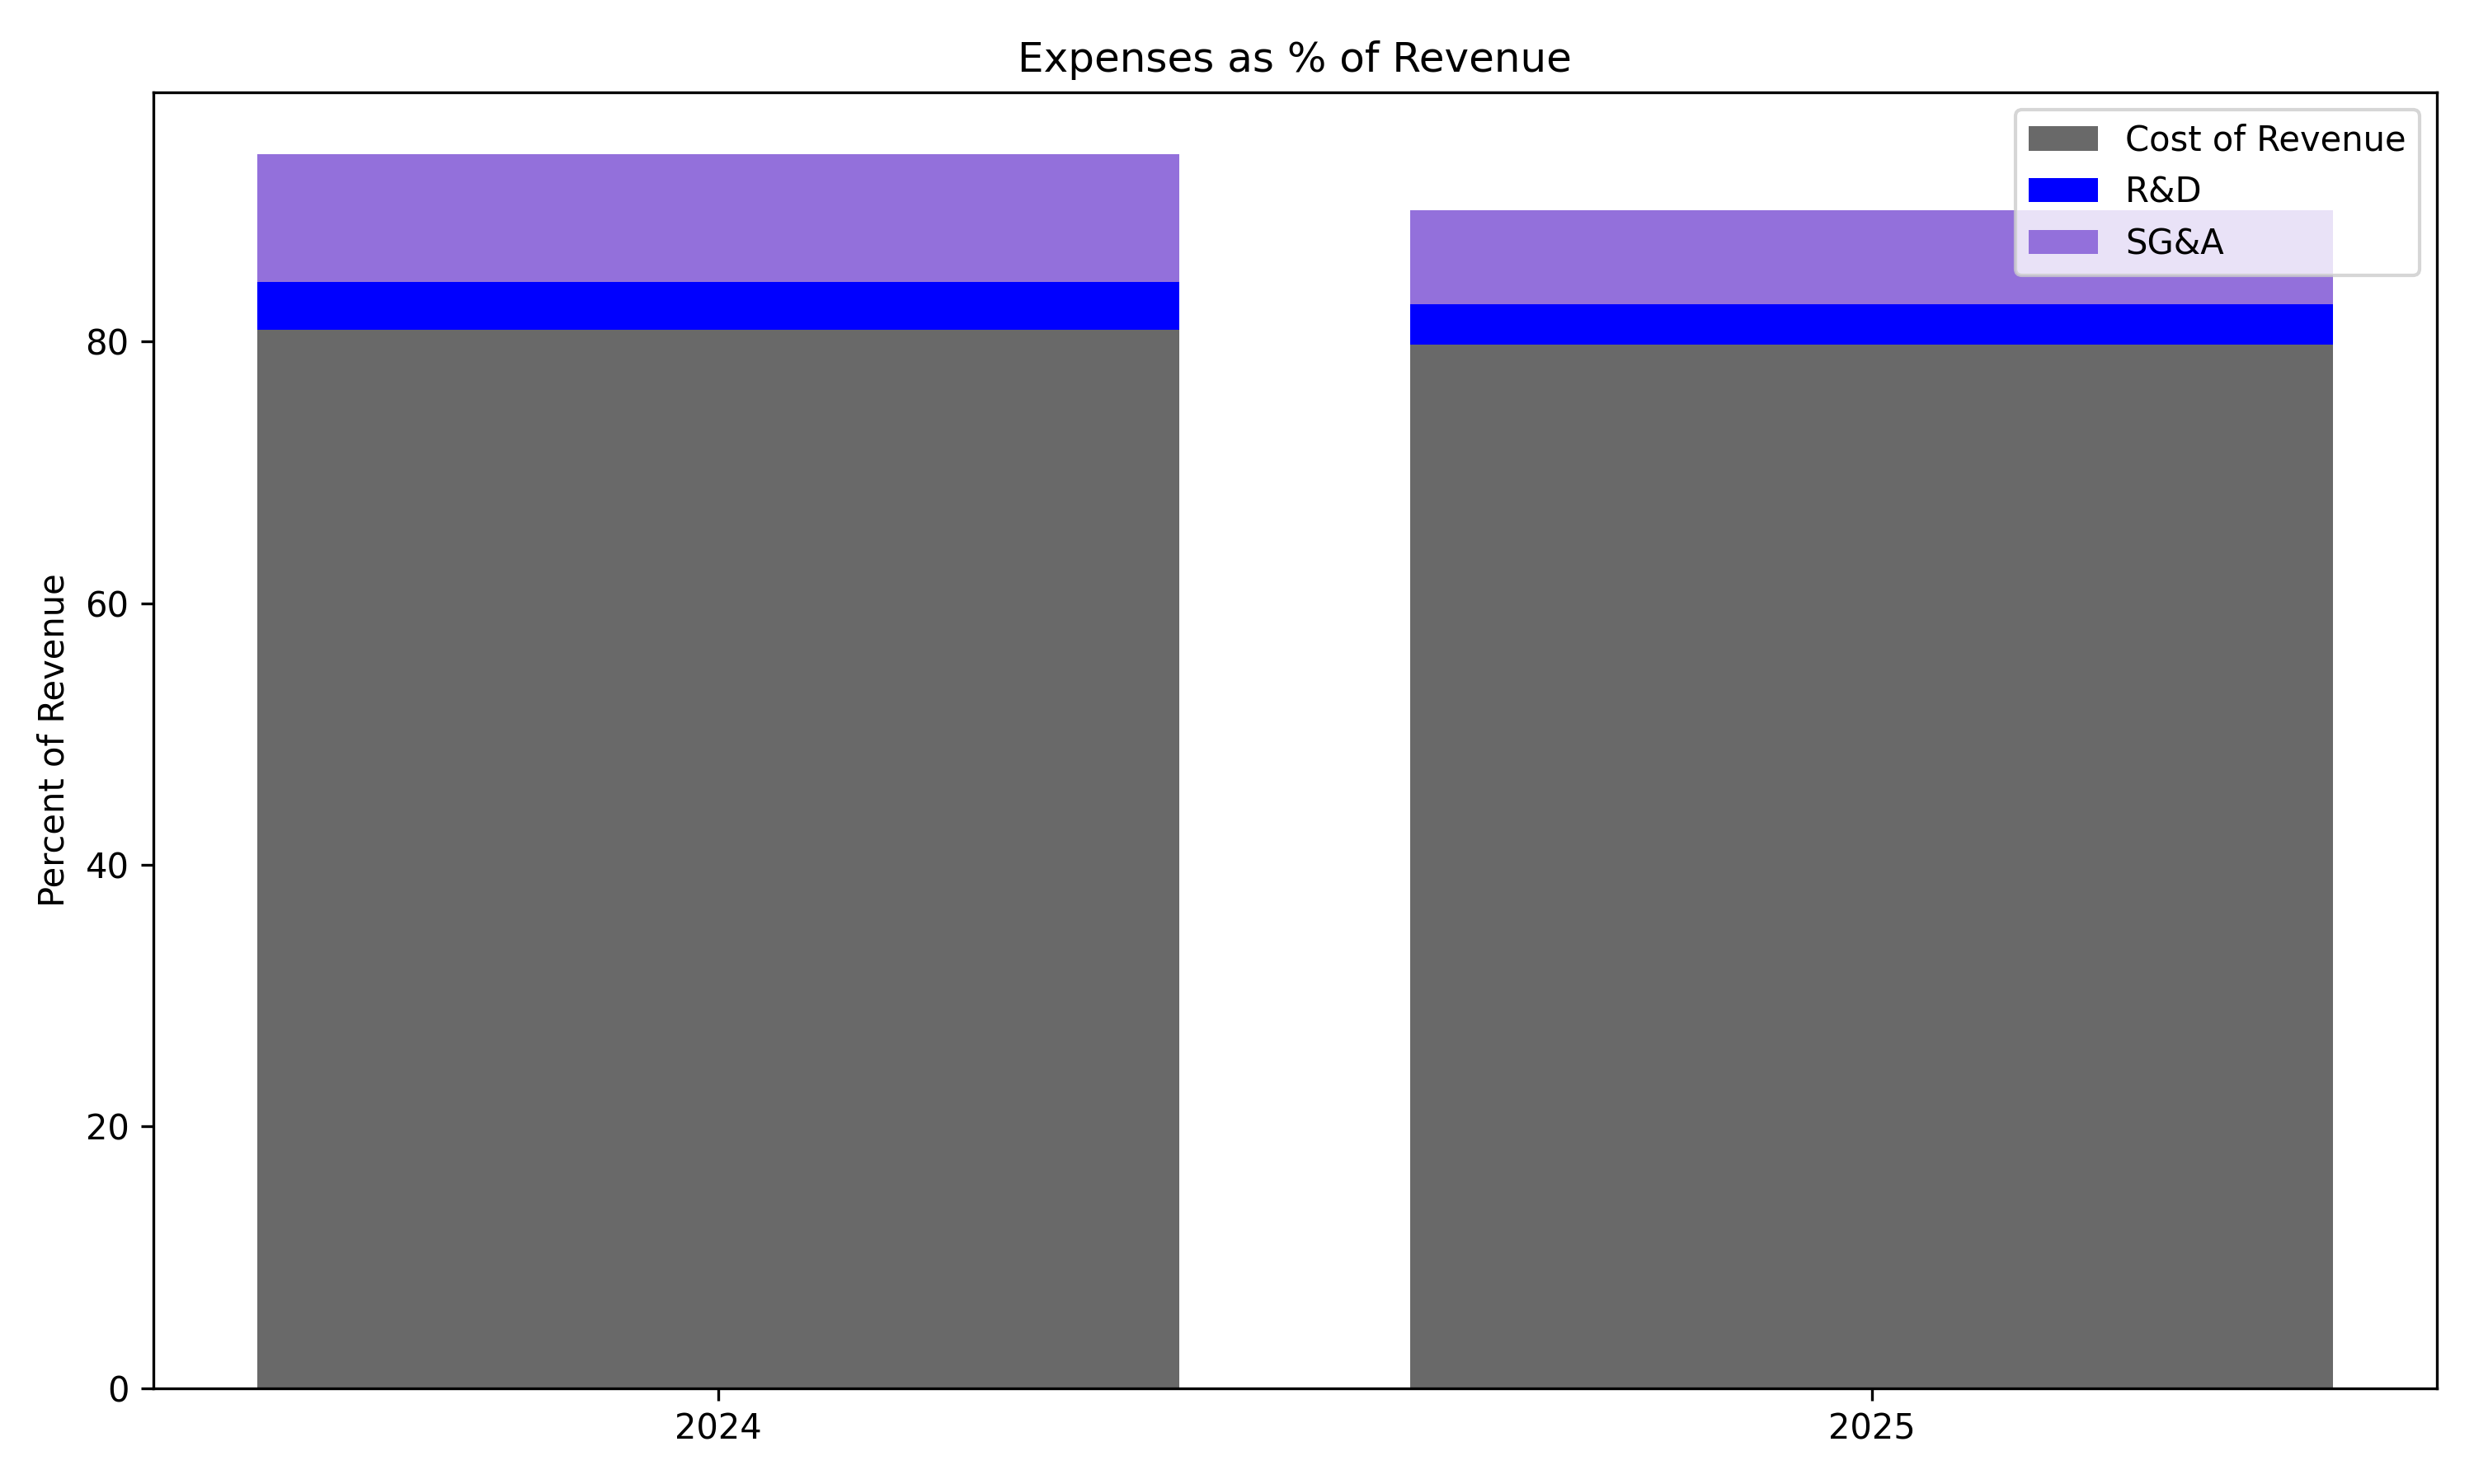 Expenses as % of Revenue
Cost of Revenue
R&D
SG&A
Percent of Revenue
80
60
40
20
0
2024
2025